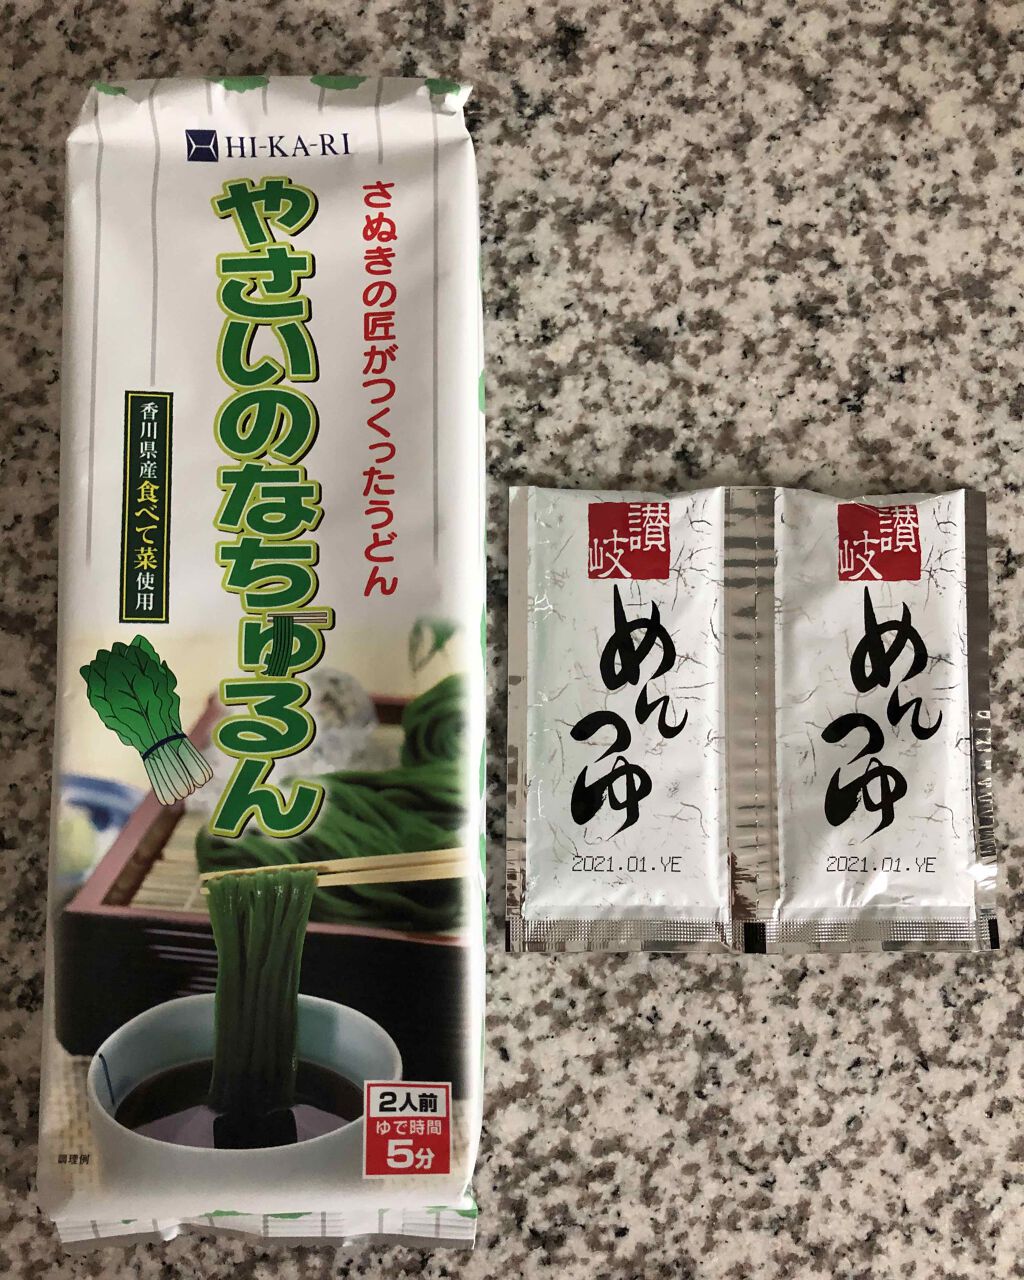 HI-KA-RI
さぬきの匠がつくったうどん
やさいのなちゅるん
香川県産食べて菜使用
2人前
ゆで時間
5分
調理例
讃岐
めんつゆ
2021.01.YE
讃岐
めんつゆ
2021.01.YE